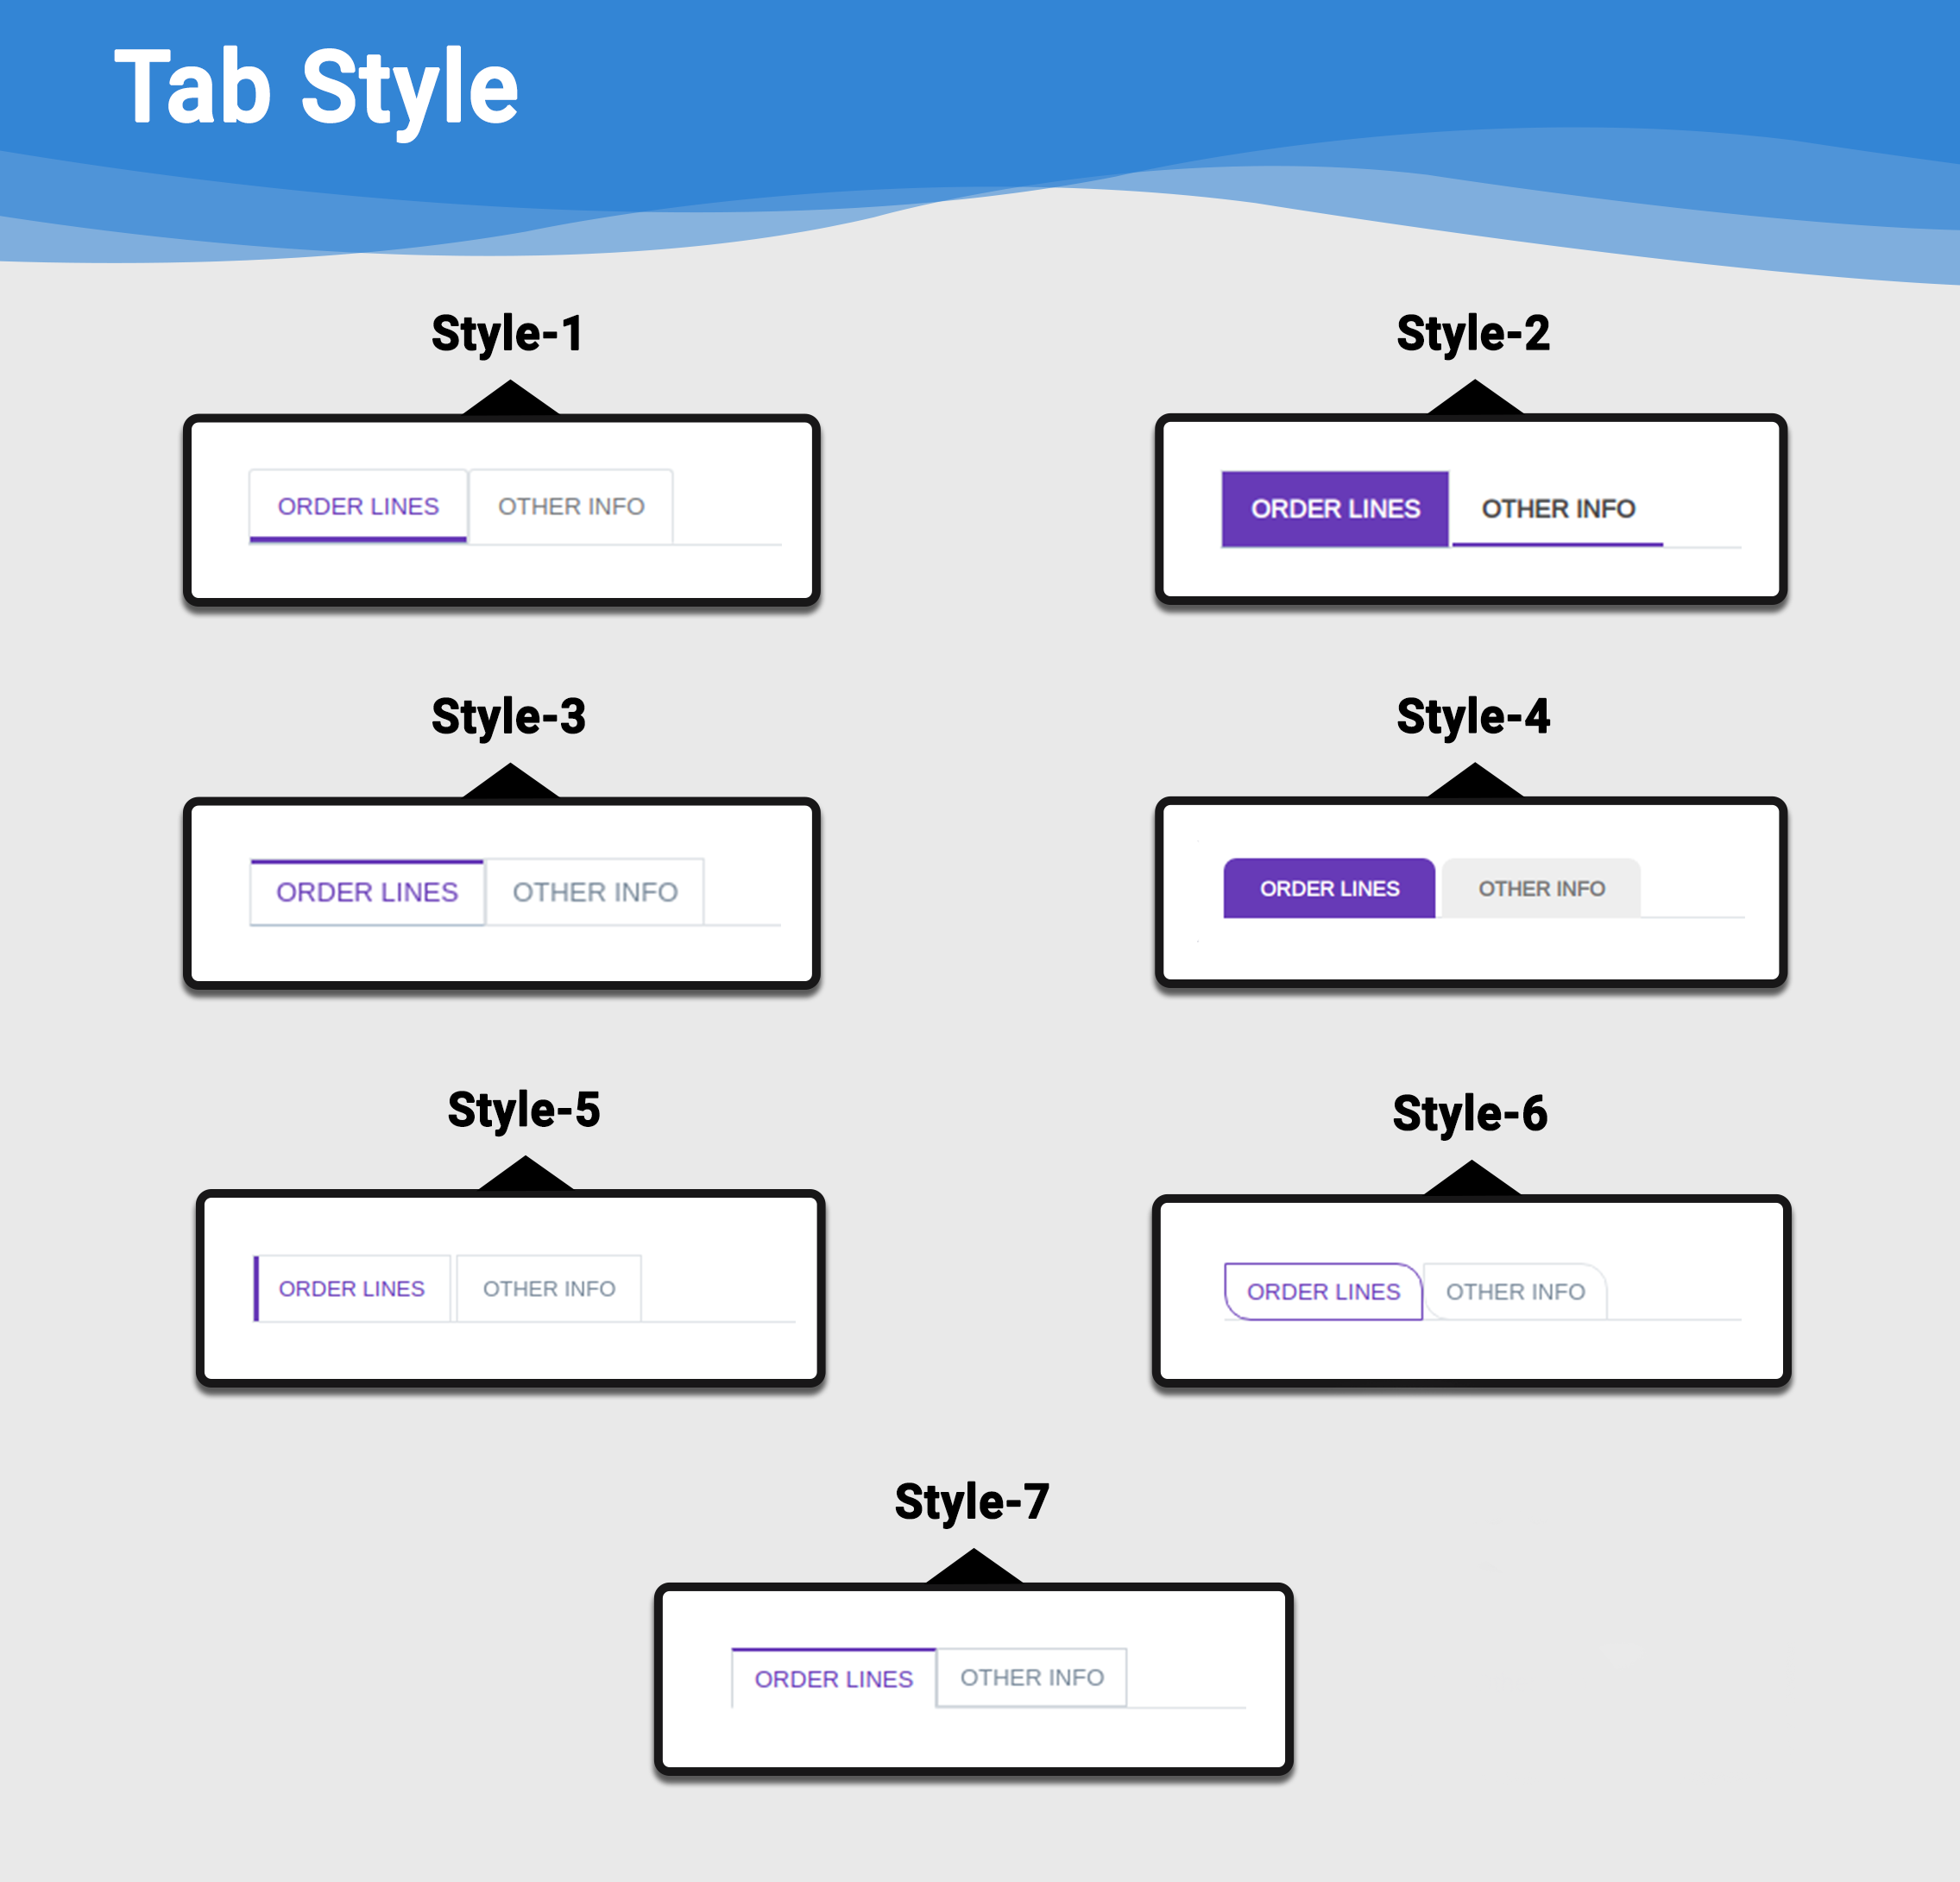 Tab Style
Style-1
Style-2
ORDER LINES OTHER INFO
ORDER LINES OTHER INFO
Style-3
Style-4
ORDER LINES OTHER INFO
ORDER LINES OTHER INFO
Style-5
Style-6
ORDER LINES OTHER INFO
ORDER LINES OTHER INFO
Style-7
ORDER LINES OTHER INFO